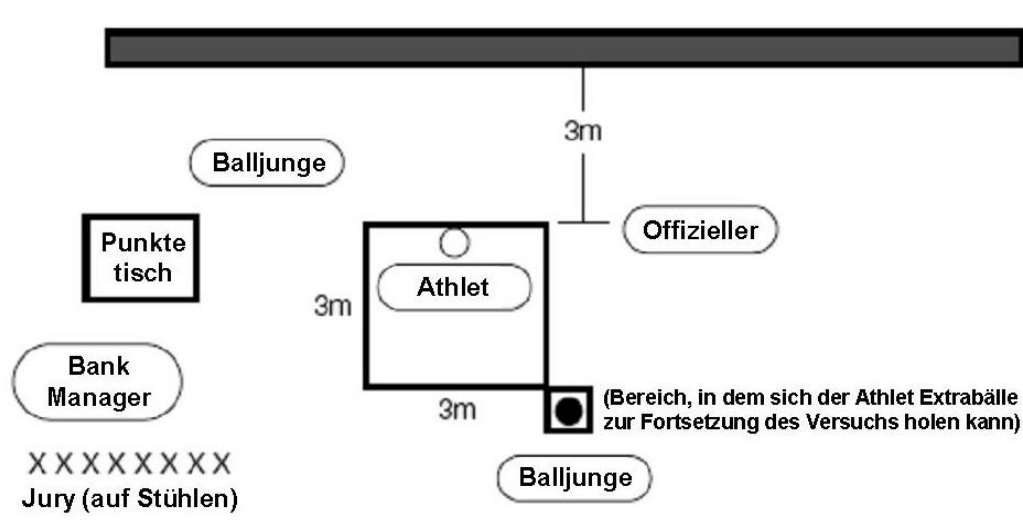 3m
Balljunge
Offizieller
Punkte
tisch
Athlet
3m
Bank
Manager
3m
(Bereich, in dem sich der Athlet Extrabälle
zur Fortsetzung des Versuchs holen kann)
X X X X X X X X
Jury (auf Stühlen)
Balljunge